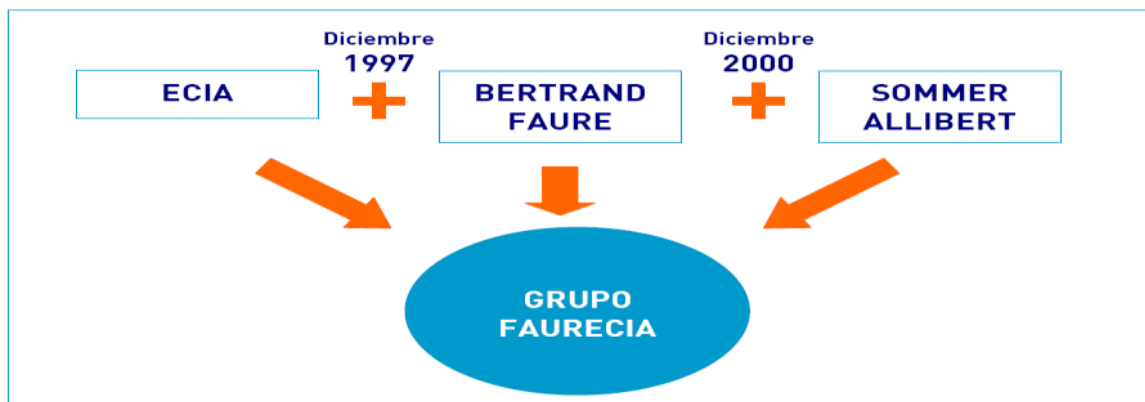 Diciembre
1997
Diciembre
2000
ECIA
BERTRAND
FAURE
SOMMER
ALLIBERT
GRUPO
FAURECIA